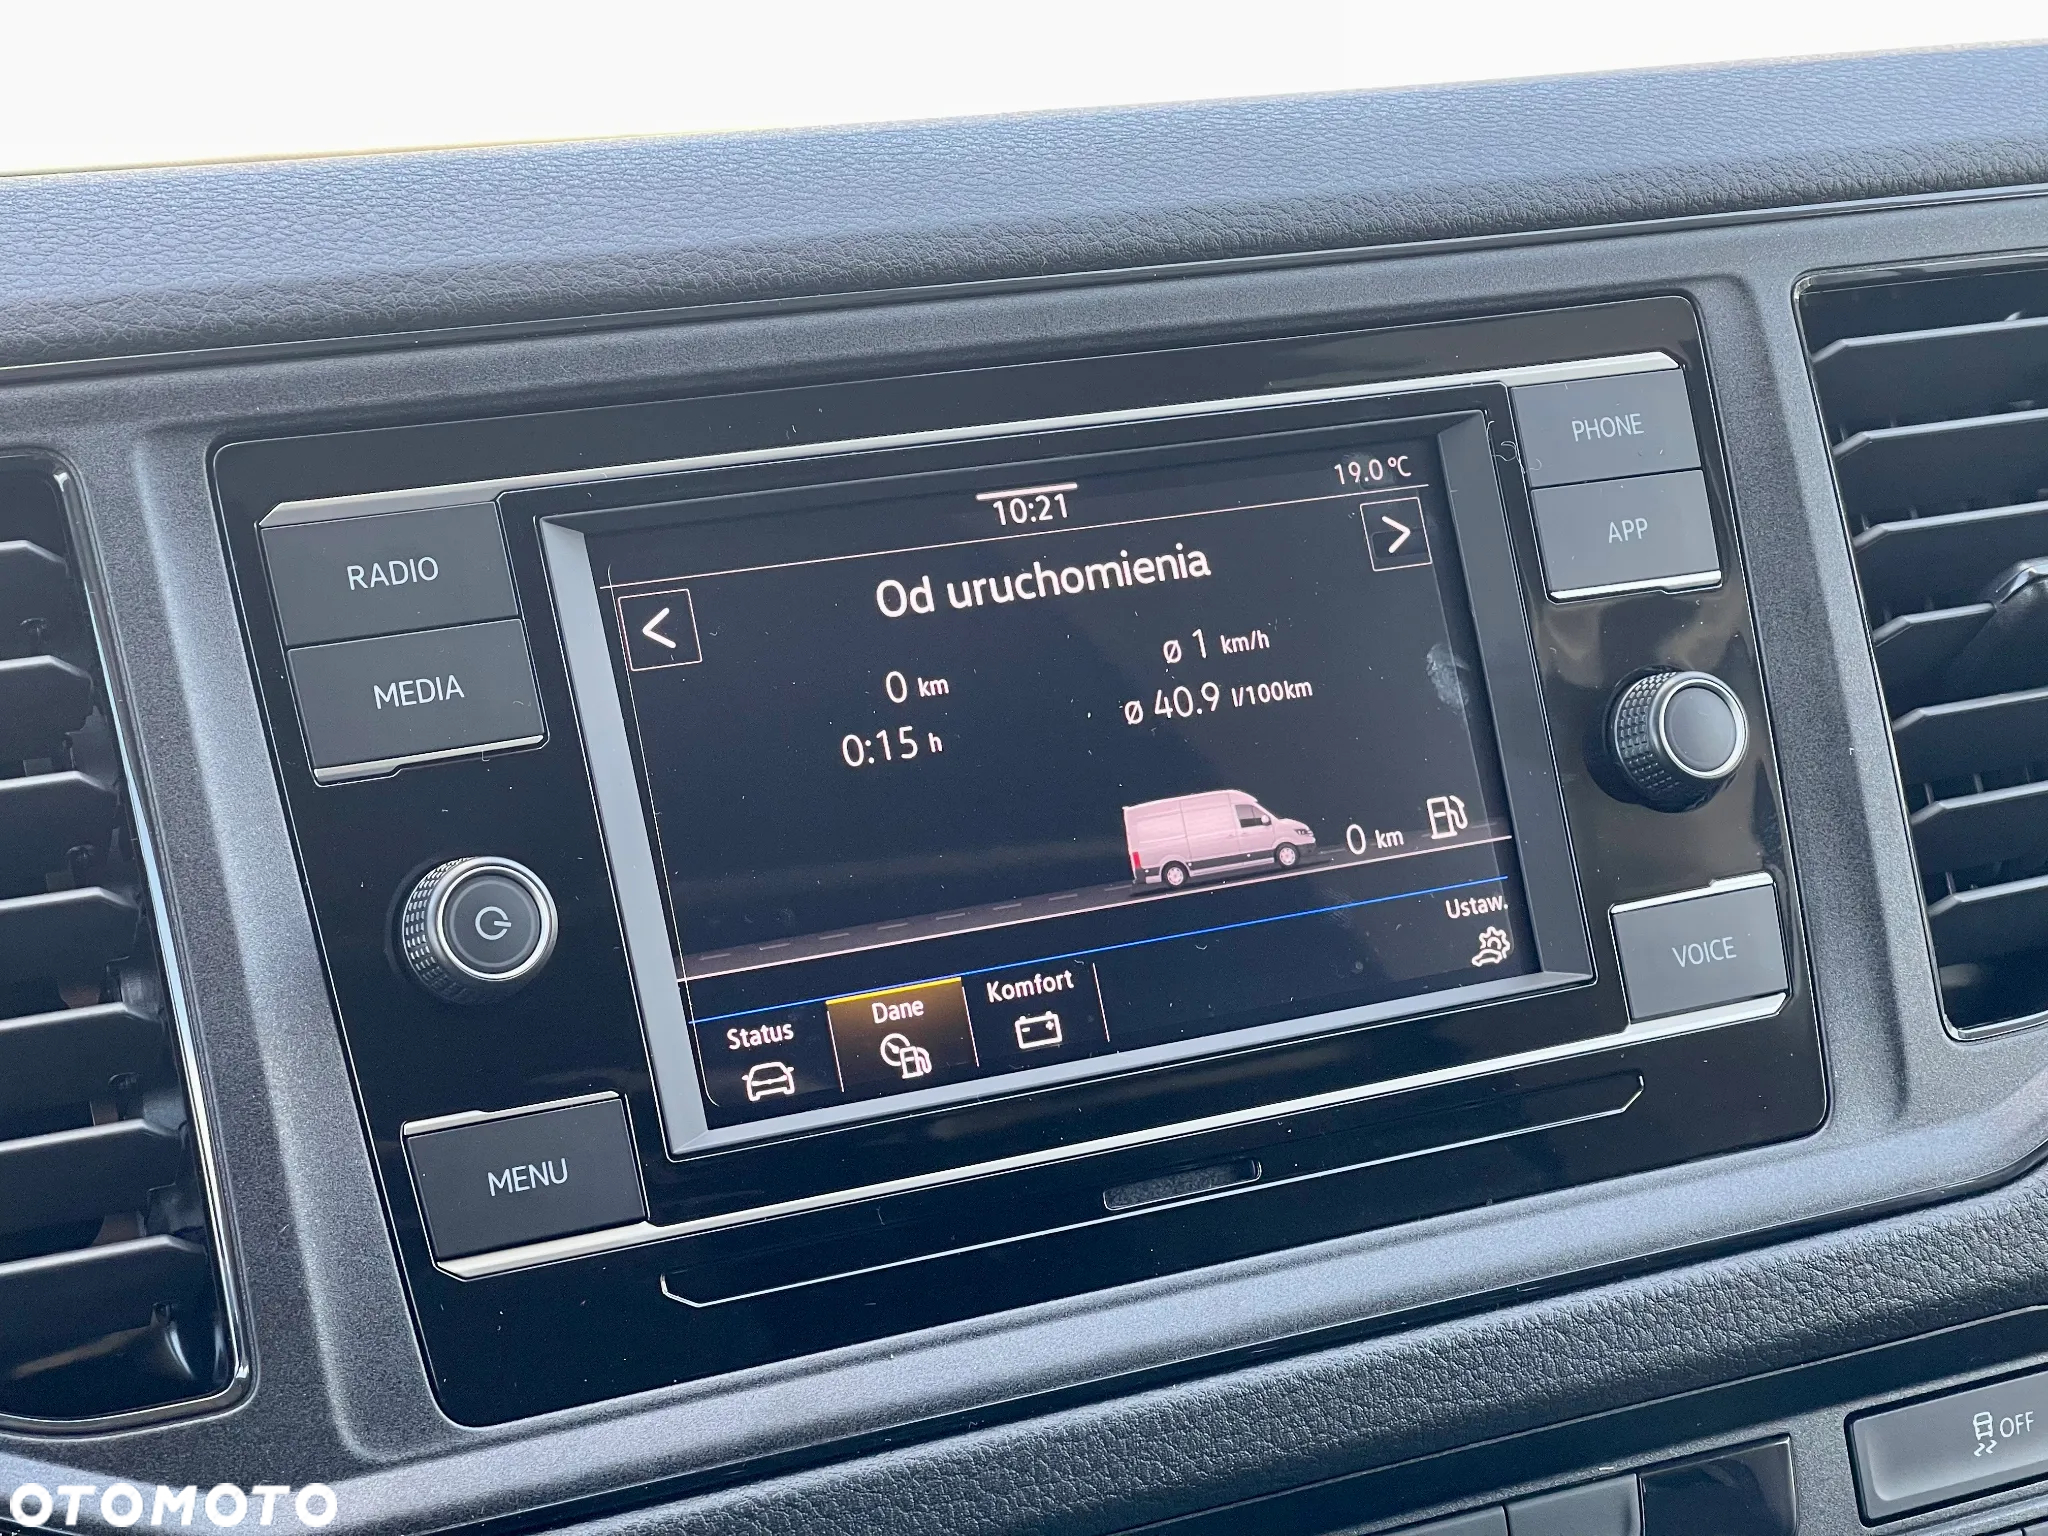 19.0 °C
10:21
Od uruchomienia
0 km
ø 1 km/h
0:15 h
ø 40.9 l/100km
0 km
Ustaw.
Status
Dane
Komfort
RADIO
MEDIA
MENU
PHONE
APP
VOICE
OFF
OTOMOTO